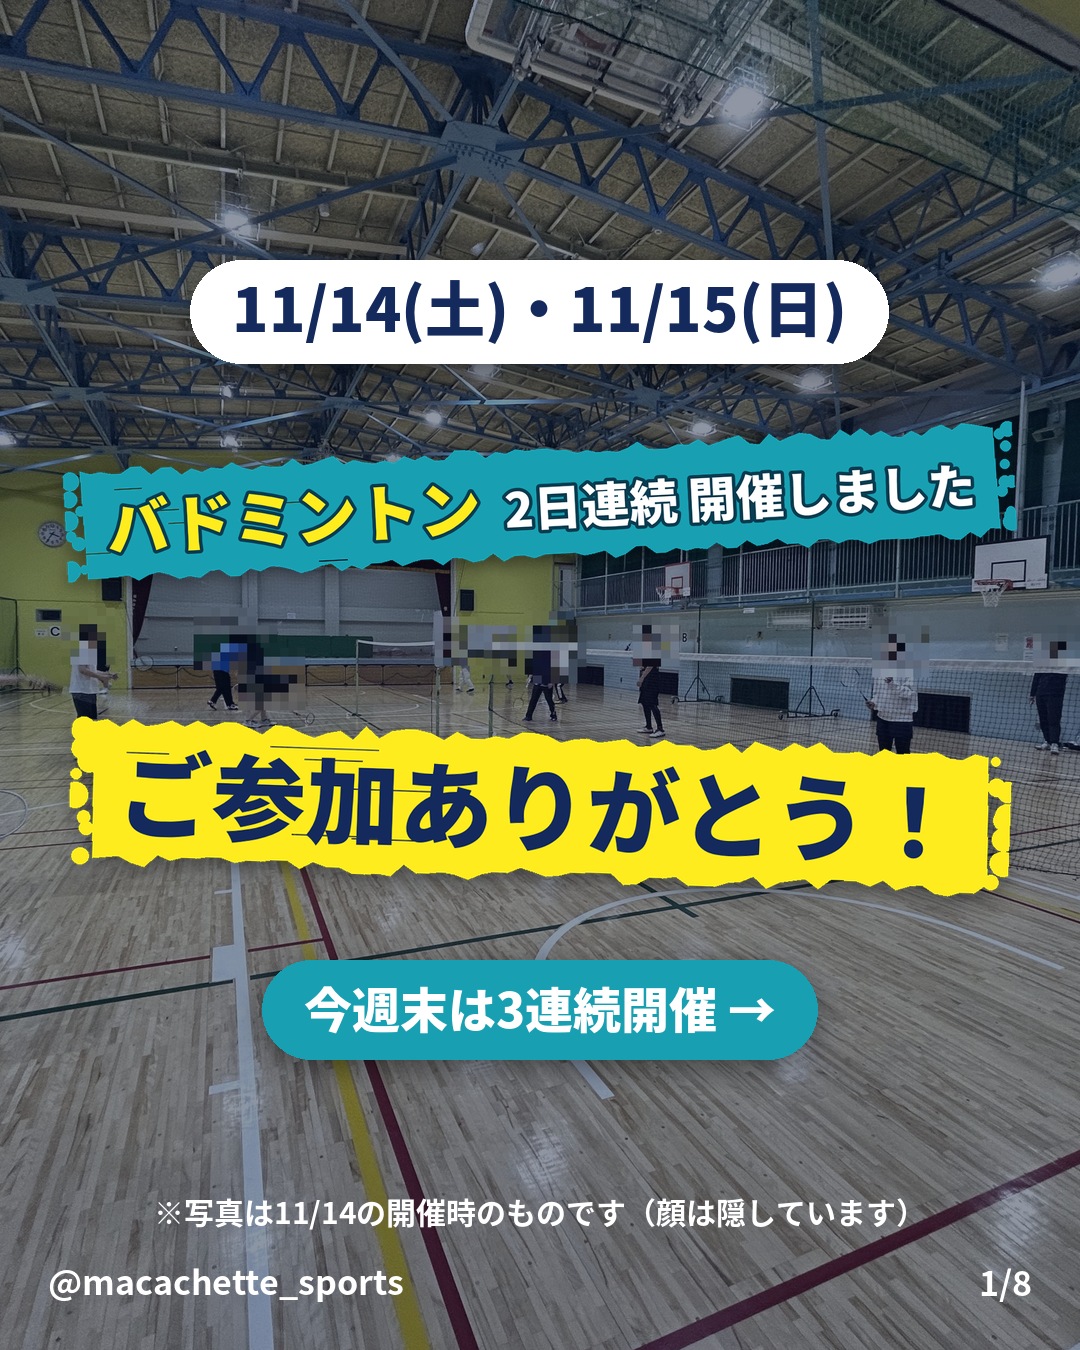 11/14(土)・11/15(日)
バドミントン 2日連続 開催しました
C
B
ご参加ありがとう！
今週末は3連続開催 →
※写真は11/14の開催時のものです（顔は隠しています）
@macachette_sports
1/8